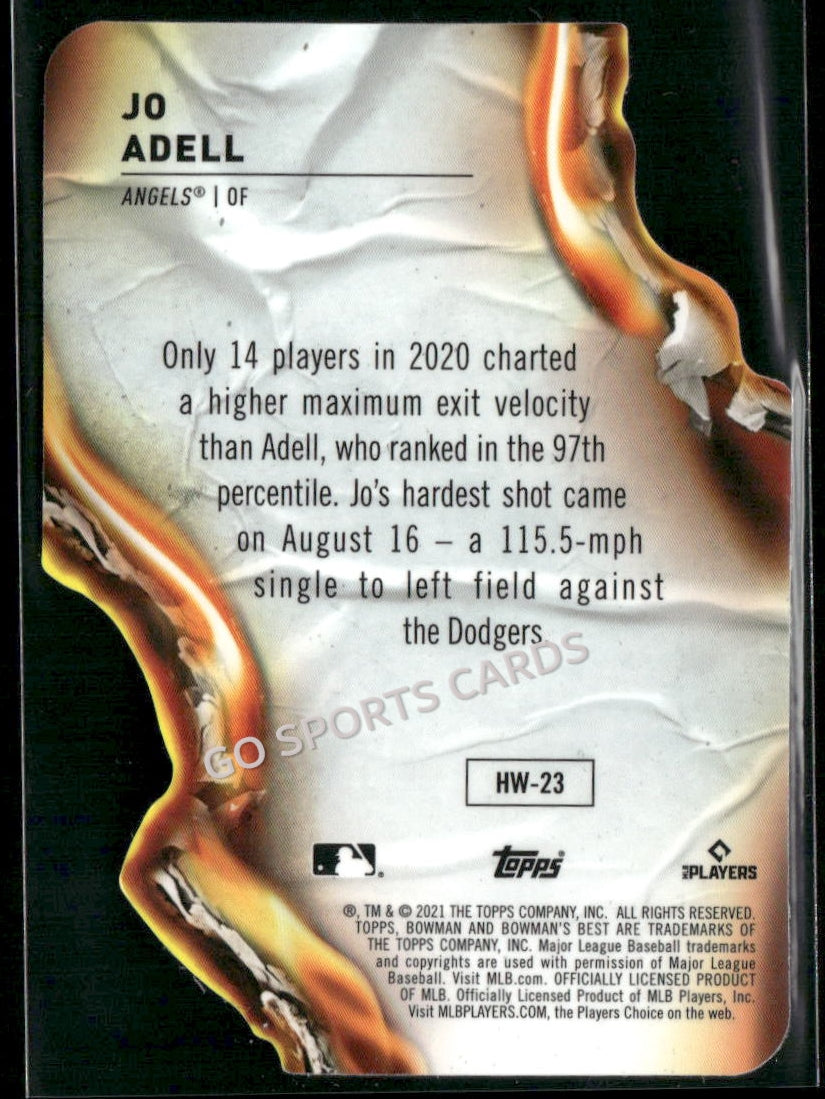 JO
ADELL
ANGELS® | OF
Only 14 players in 2020 charted
a higher maximum exit velocity
than Adell, who ranked in the 97th
percentile. Jo's hardest shot came
on August 16 – a 115.5-mph
single to left field against
the Dodgers.
GO SPORTS CARDS
HW-23
topps®
MLB PLAYERS
®, TM & © 2021 THE TOPPS COMPANY, INC. ALL RIGHTS RESERVED.
TOPPS, BOWMAN AND BOWMAN'S BEST ARE TRADEMARKS OF
THE TOPPS COMPANY, INC. Major League Baseball trademarks
and copyrights are used with permission of Major League
Baseball. Visit MLB.com. OFFICIALLY LICENSED PRODUCT
OF MLB. Officially Licensed Product of MLB Players, Inc.
Visit MLBPLAYERS.COM, the Players Choice on the web.